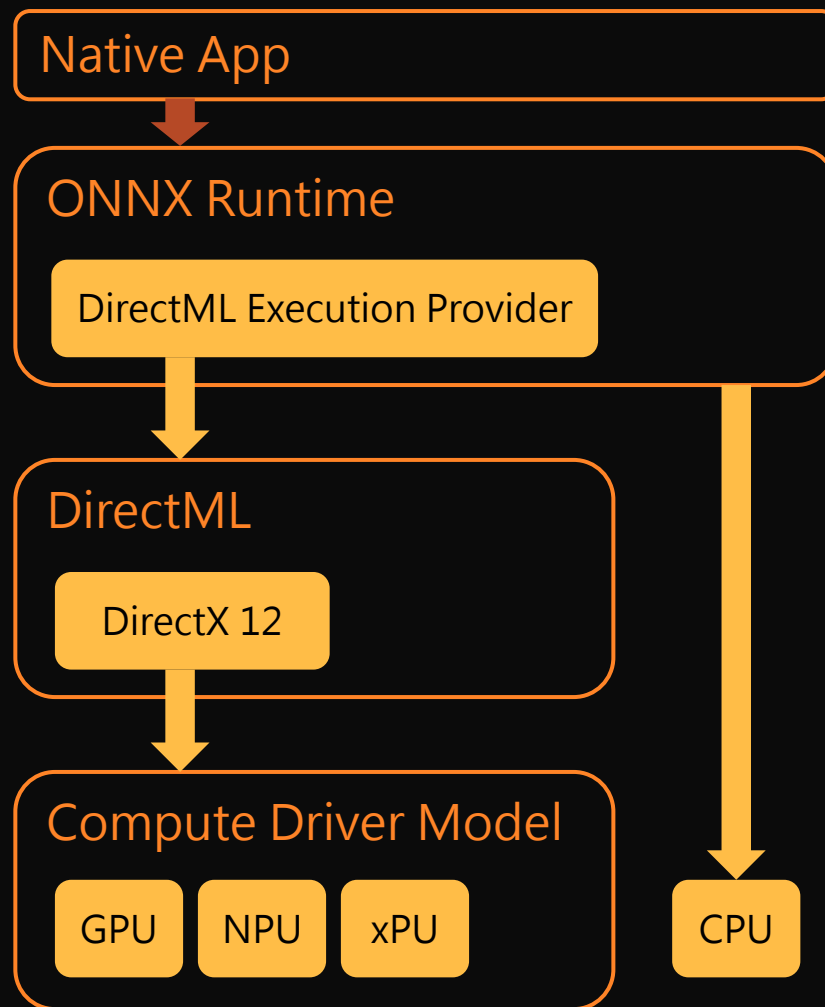 Native App
ONNX Runtime
DirectML Execution Provider
DirectML
DirectX 12
Compute Driver Model
GPU
NPU
xPU
CPU